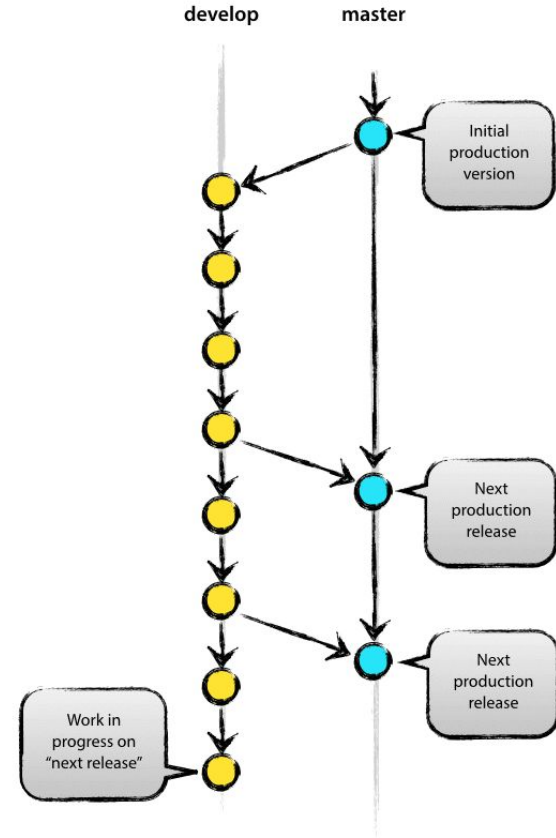 develop
master
Initial
production
version
Next
production
release
Next
production
release
Work in
progress on
“next release”